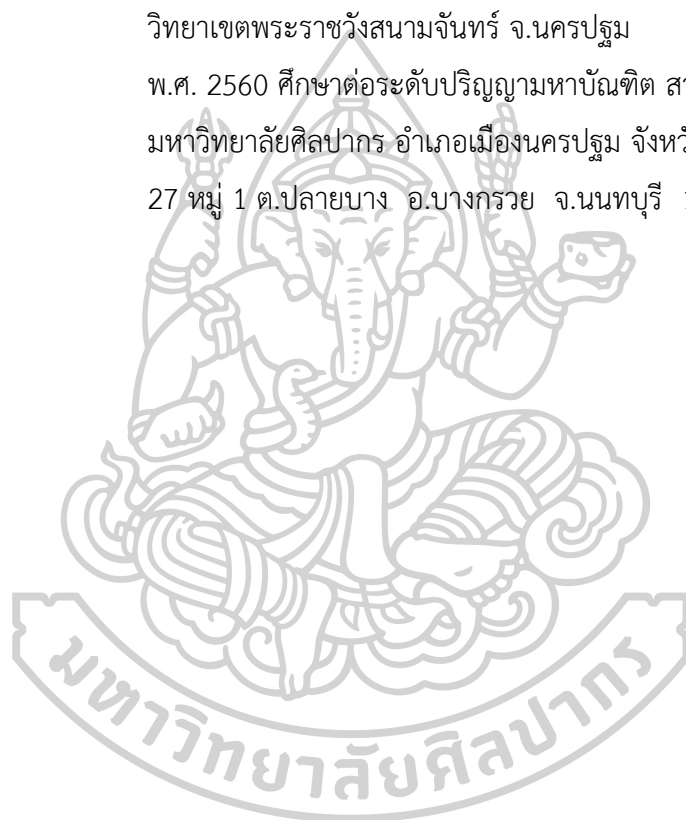 วิทยาเขตพระราชวังสนามจันทร์ จ.นครปฐม
พ.ศ. 2560 ศึกษาต่อระดับปริญญามหาบัณฑิต
มหาวิทยาลัยศิลปากร อำเภอเมืองนครปฐม
27 หมู่ 1 ต.ปลายบาง อ.บางกรวย จ.นนทบุรี
มหาวิทยาลัยศิลปากร